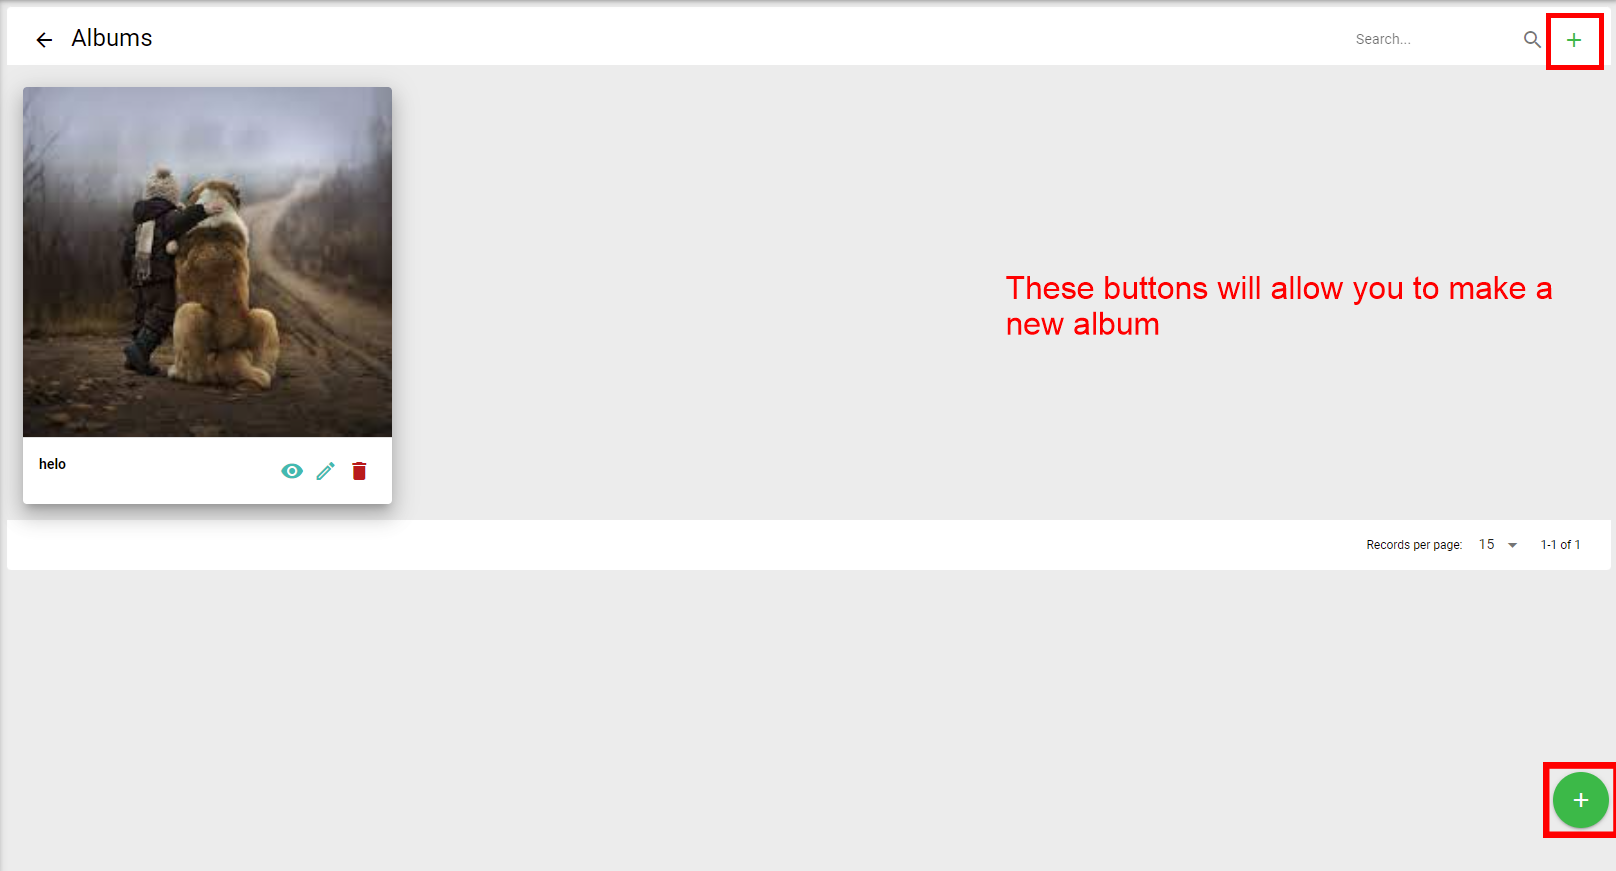 Albums
Search...
These buttons will allow you to make a
new album
helo
Records per page: 15 1-1 of 1